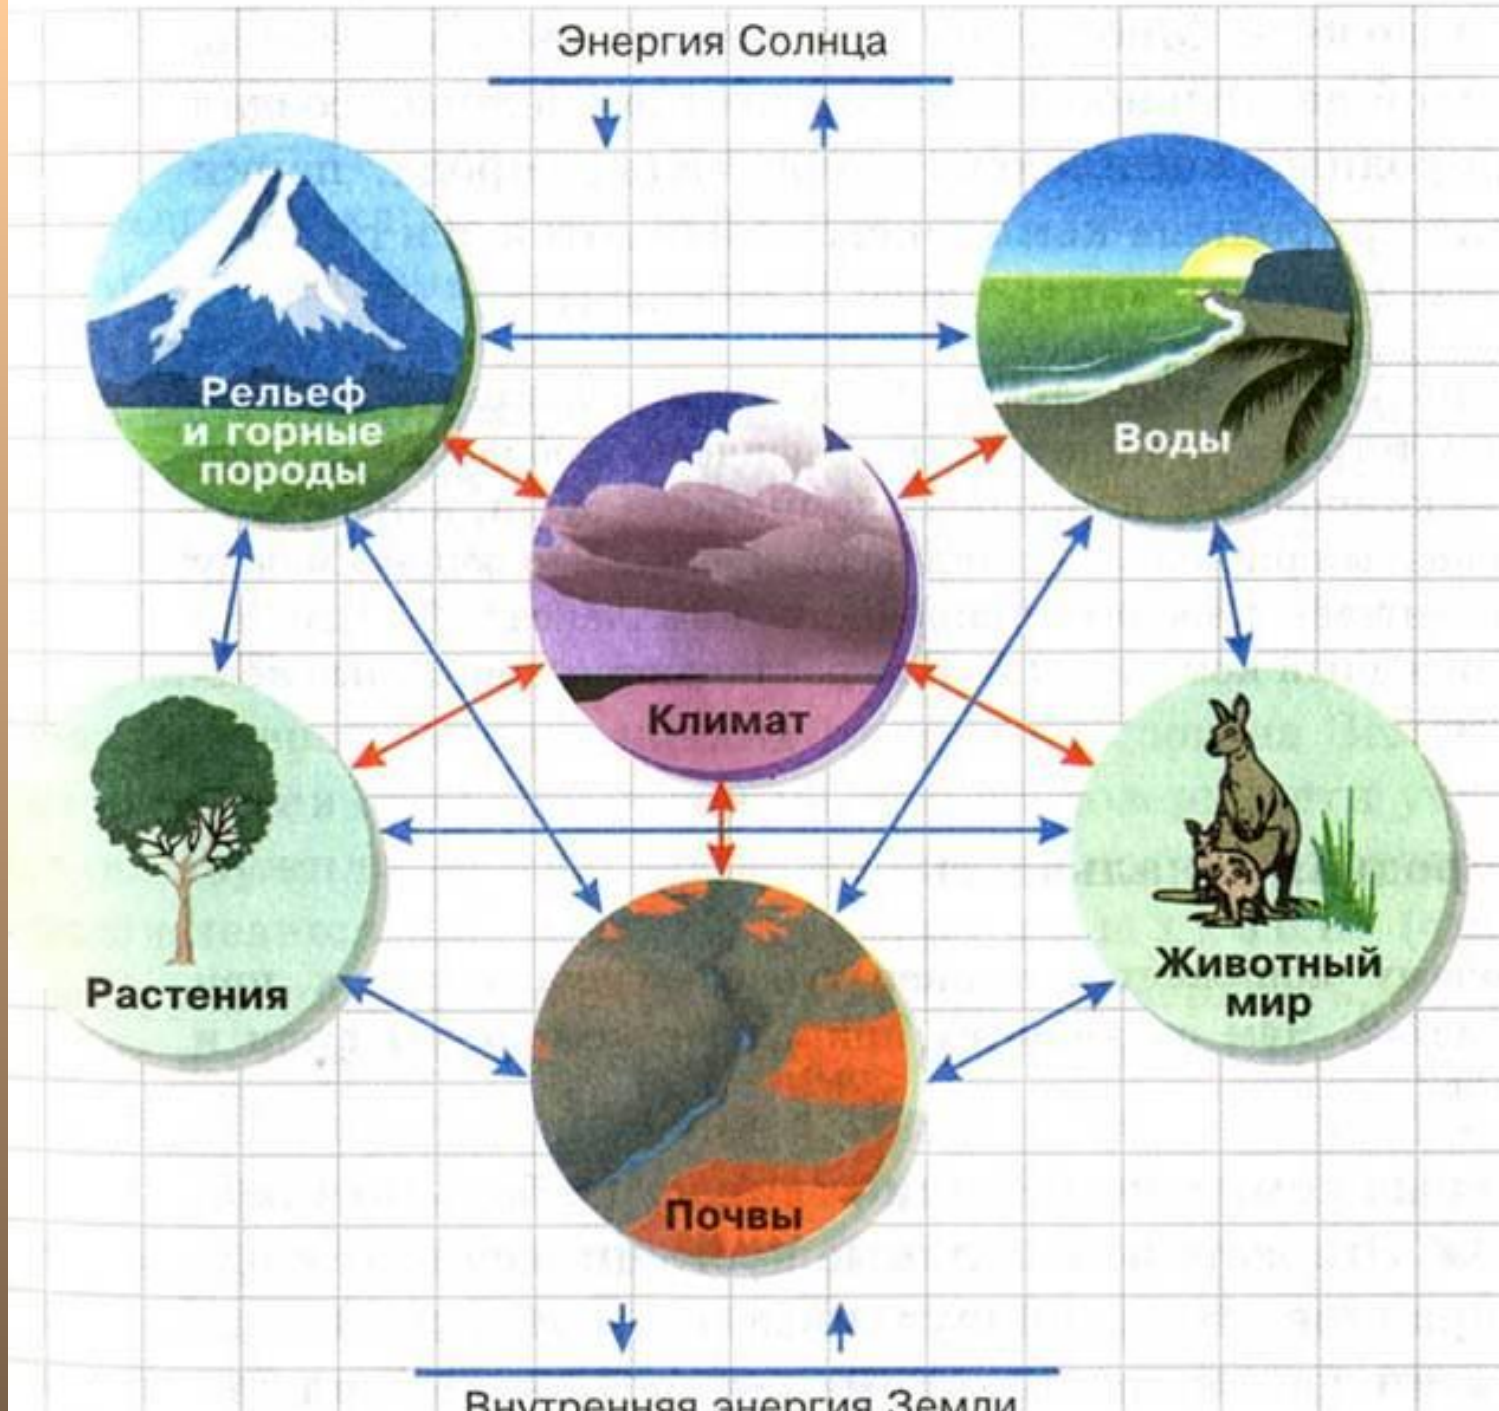 Энергия Солнца
Рельеф
и горные
породы
Воды
Климат
Растения
Животный
мир
Почвы
Внутренняя энергия Земли